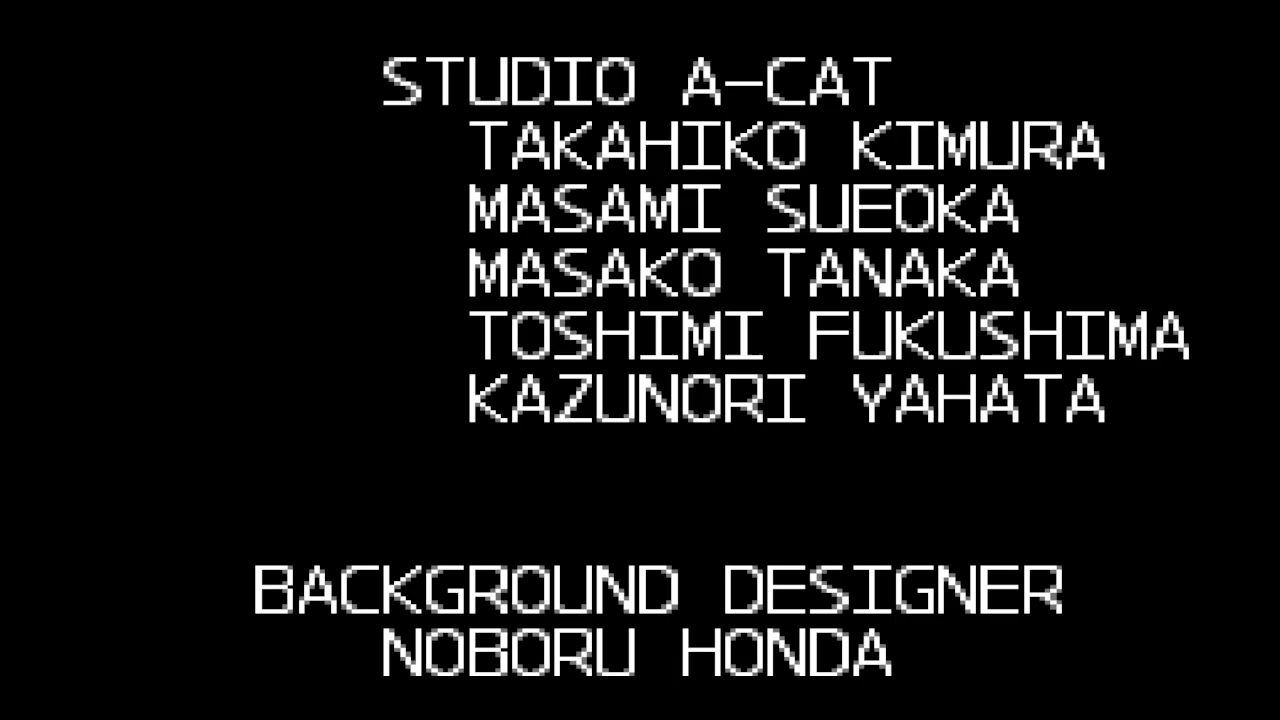 STUDIO A-CAT
TAKAHIKO KIMURA
MASAMI SUEOKA
MASAKO TANAKA
TOSHIMI FUKUSHIMA
KAZUNORI YAHATA
BACKGROUND DESIGNER
NOBORU HONDA